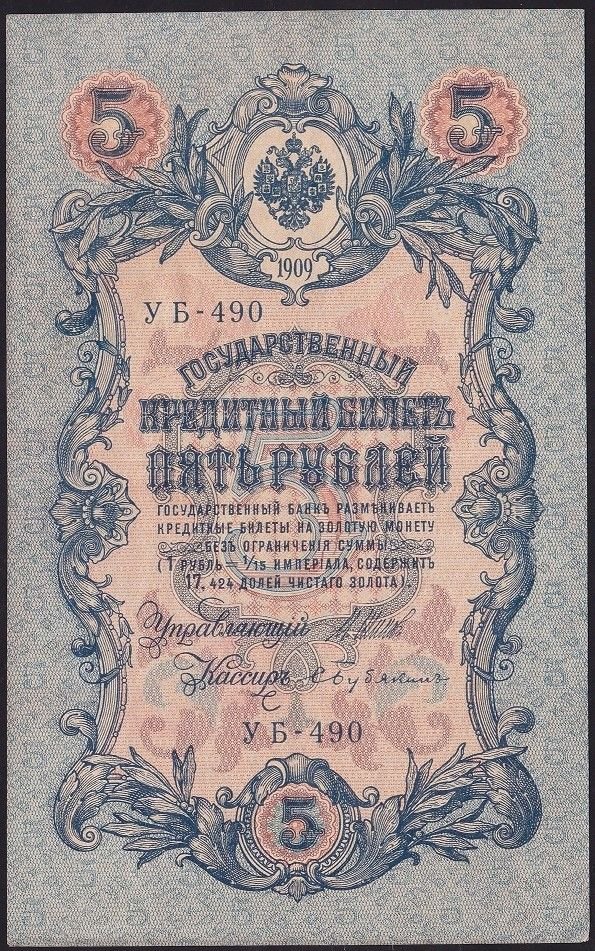 5 5
1909
УБ-490
ГОСУДАРСТВЕННЫЙ
КРЕДИТНЫЙ БИЛЕТЪ
ПЯТЬ РУБЛЕЙ
ГОСУДАРСТВЕННЫЙ БАНКЪ РАЗМѢНИВАЕТЪ
КРЕДИТНЫЕ БИЛЕТЫ НА ЗОЛОТУЮ МОНЕТУ
БЕЗЪ ОГРАНИЧЕНІЯ СУММЫ
(1 РУБЛЬ — 1/15 ИМПЕРІАЛА, СОДЕРЖИТЪ
17,424 ДОЛЕЙ ЧИСТАГО ЗОЛОТА).
Управляющій
Кассиръ С Бубякинъ
УБ-490
5